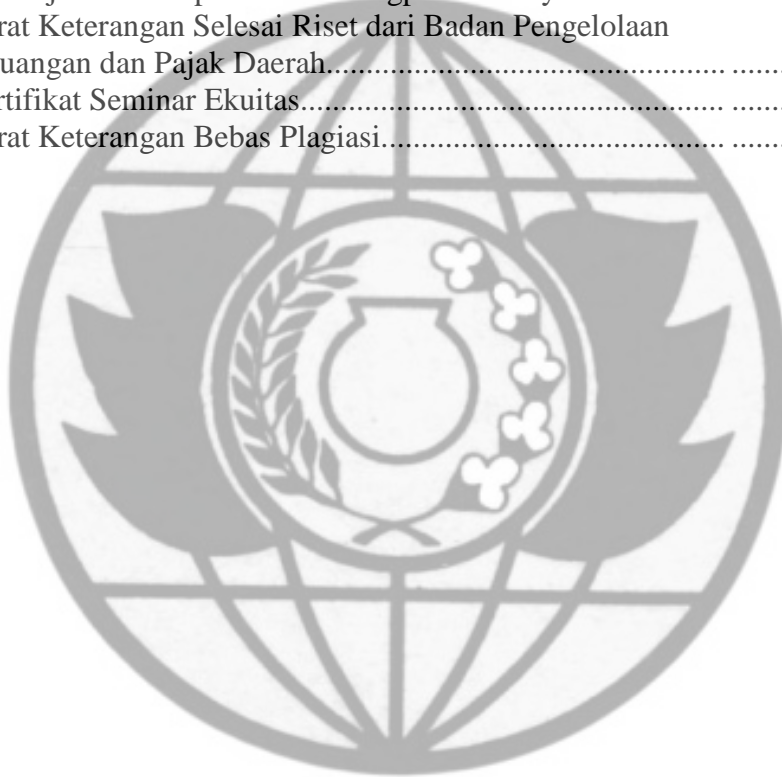 rat Keterangan Selesai Riset dari Badan Pengelolaan
uangan dan Pajak Daerah................................................ ......
rtifikat Seminar Ekuitas................................................... ......
rat Keterangan Bebas Plagiasi......................................... ......